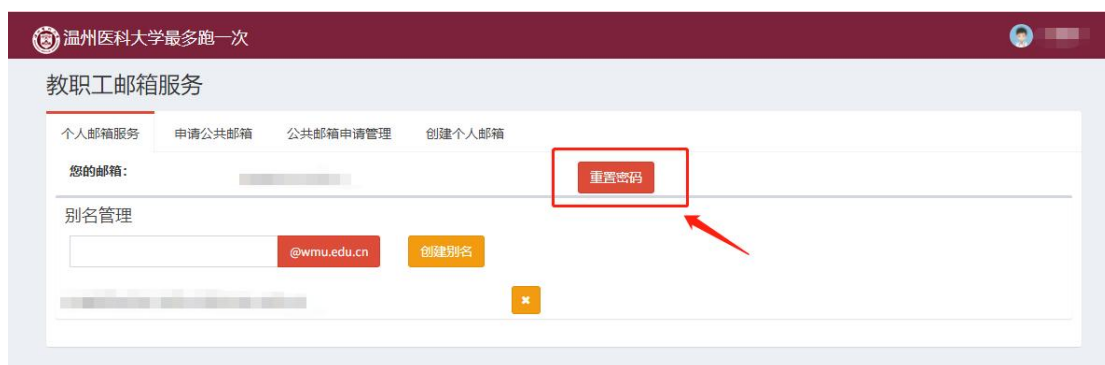 温州医科大学最多跑一次
教职工邮箱服务
个人邮箱服务 申请公共邮箱 公共邮箱申请管理 创建个人邮箱
您的邮箱： 重置密码
别名管理
@wmu.edu.cn 创建别名